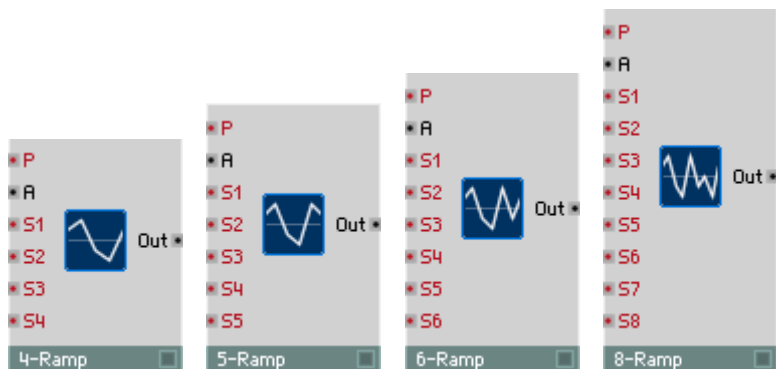 P
A
S1
S2
S3
S4
Out
4-Ramp
P
A
S1
S2
S3
S4
S5
Out
5-Ramp
P
A
S1
S2
S3
S4
S5
S6
Out
6-Ramp
P
A
S1
S2
S3
S4
S5
S6
S7
S8
Out
8-Ramp